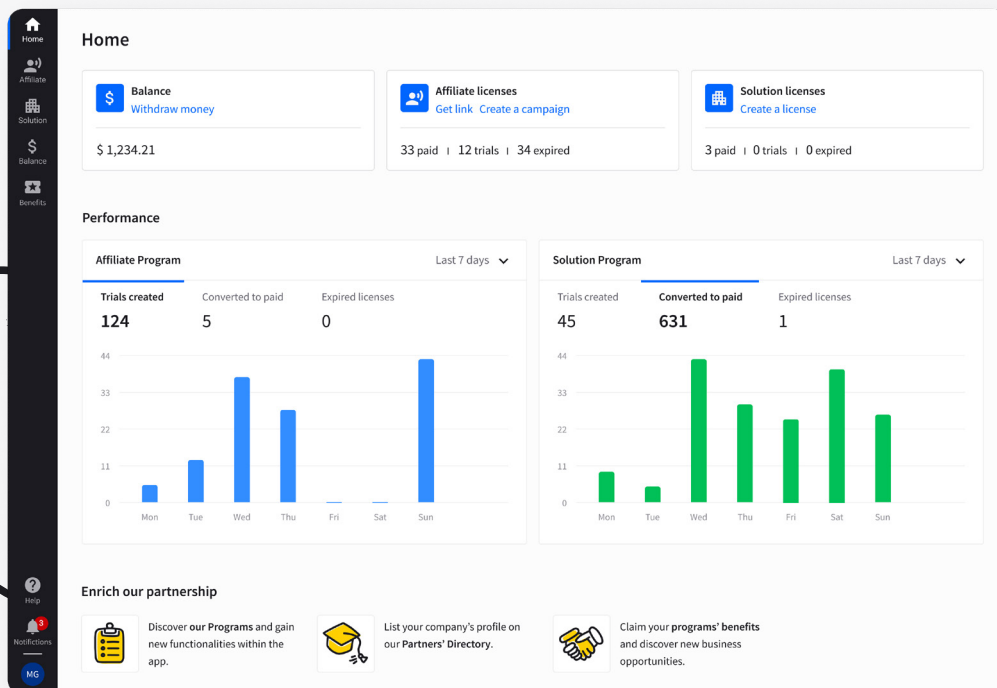 Home
Affiliate
Solution
Balance
Benefits
Help
3
Notifictions
MG
Home
Balance
Withdraw money
$ 1,234.21
Affiliate licenses
Get link Create a campaign
33 paid | 12 trials | 34 expired
Solution licenses
Create a license
3 paid | 0 trials | 0 expired
Performance
Affiliate Program
Last 7 days
Trials created Converted to paid Expired licenses
124 5 0
44
33
22
11
0
Mon Tue Wed Thu Fri Sat Sun
Solution Program
Last 7 days
Trials created Converted to paid Expired licenses
45 631 1
44
33
22
11
0
Mon Tue Wed Thu Fri Sat Sun
Enrich our partnership
Discover our Programs and gain
new functionalities within the
app.
List your company's profile on
our Partners' Directory.
Claim your programs' benefits
and discover new business
opportunities.